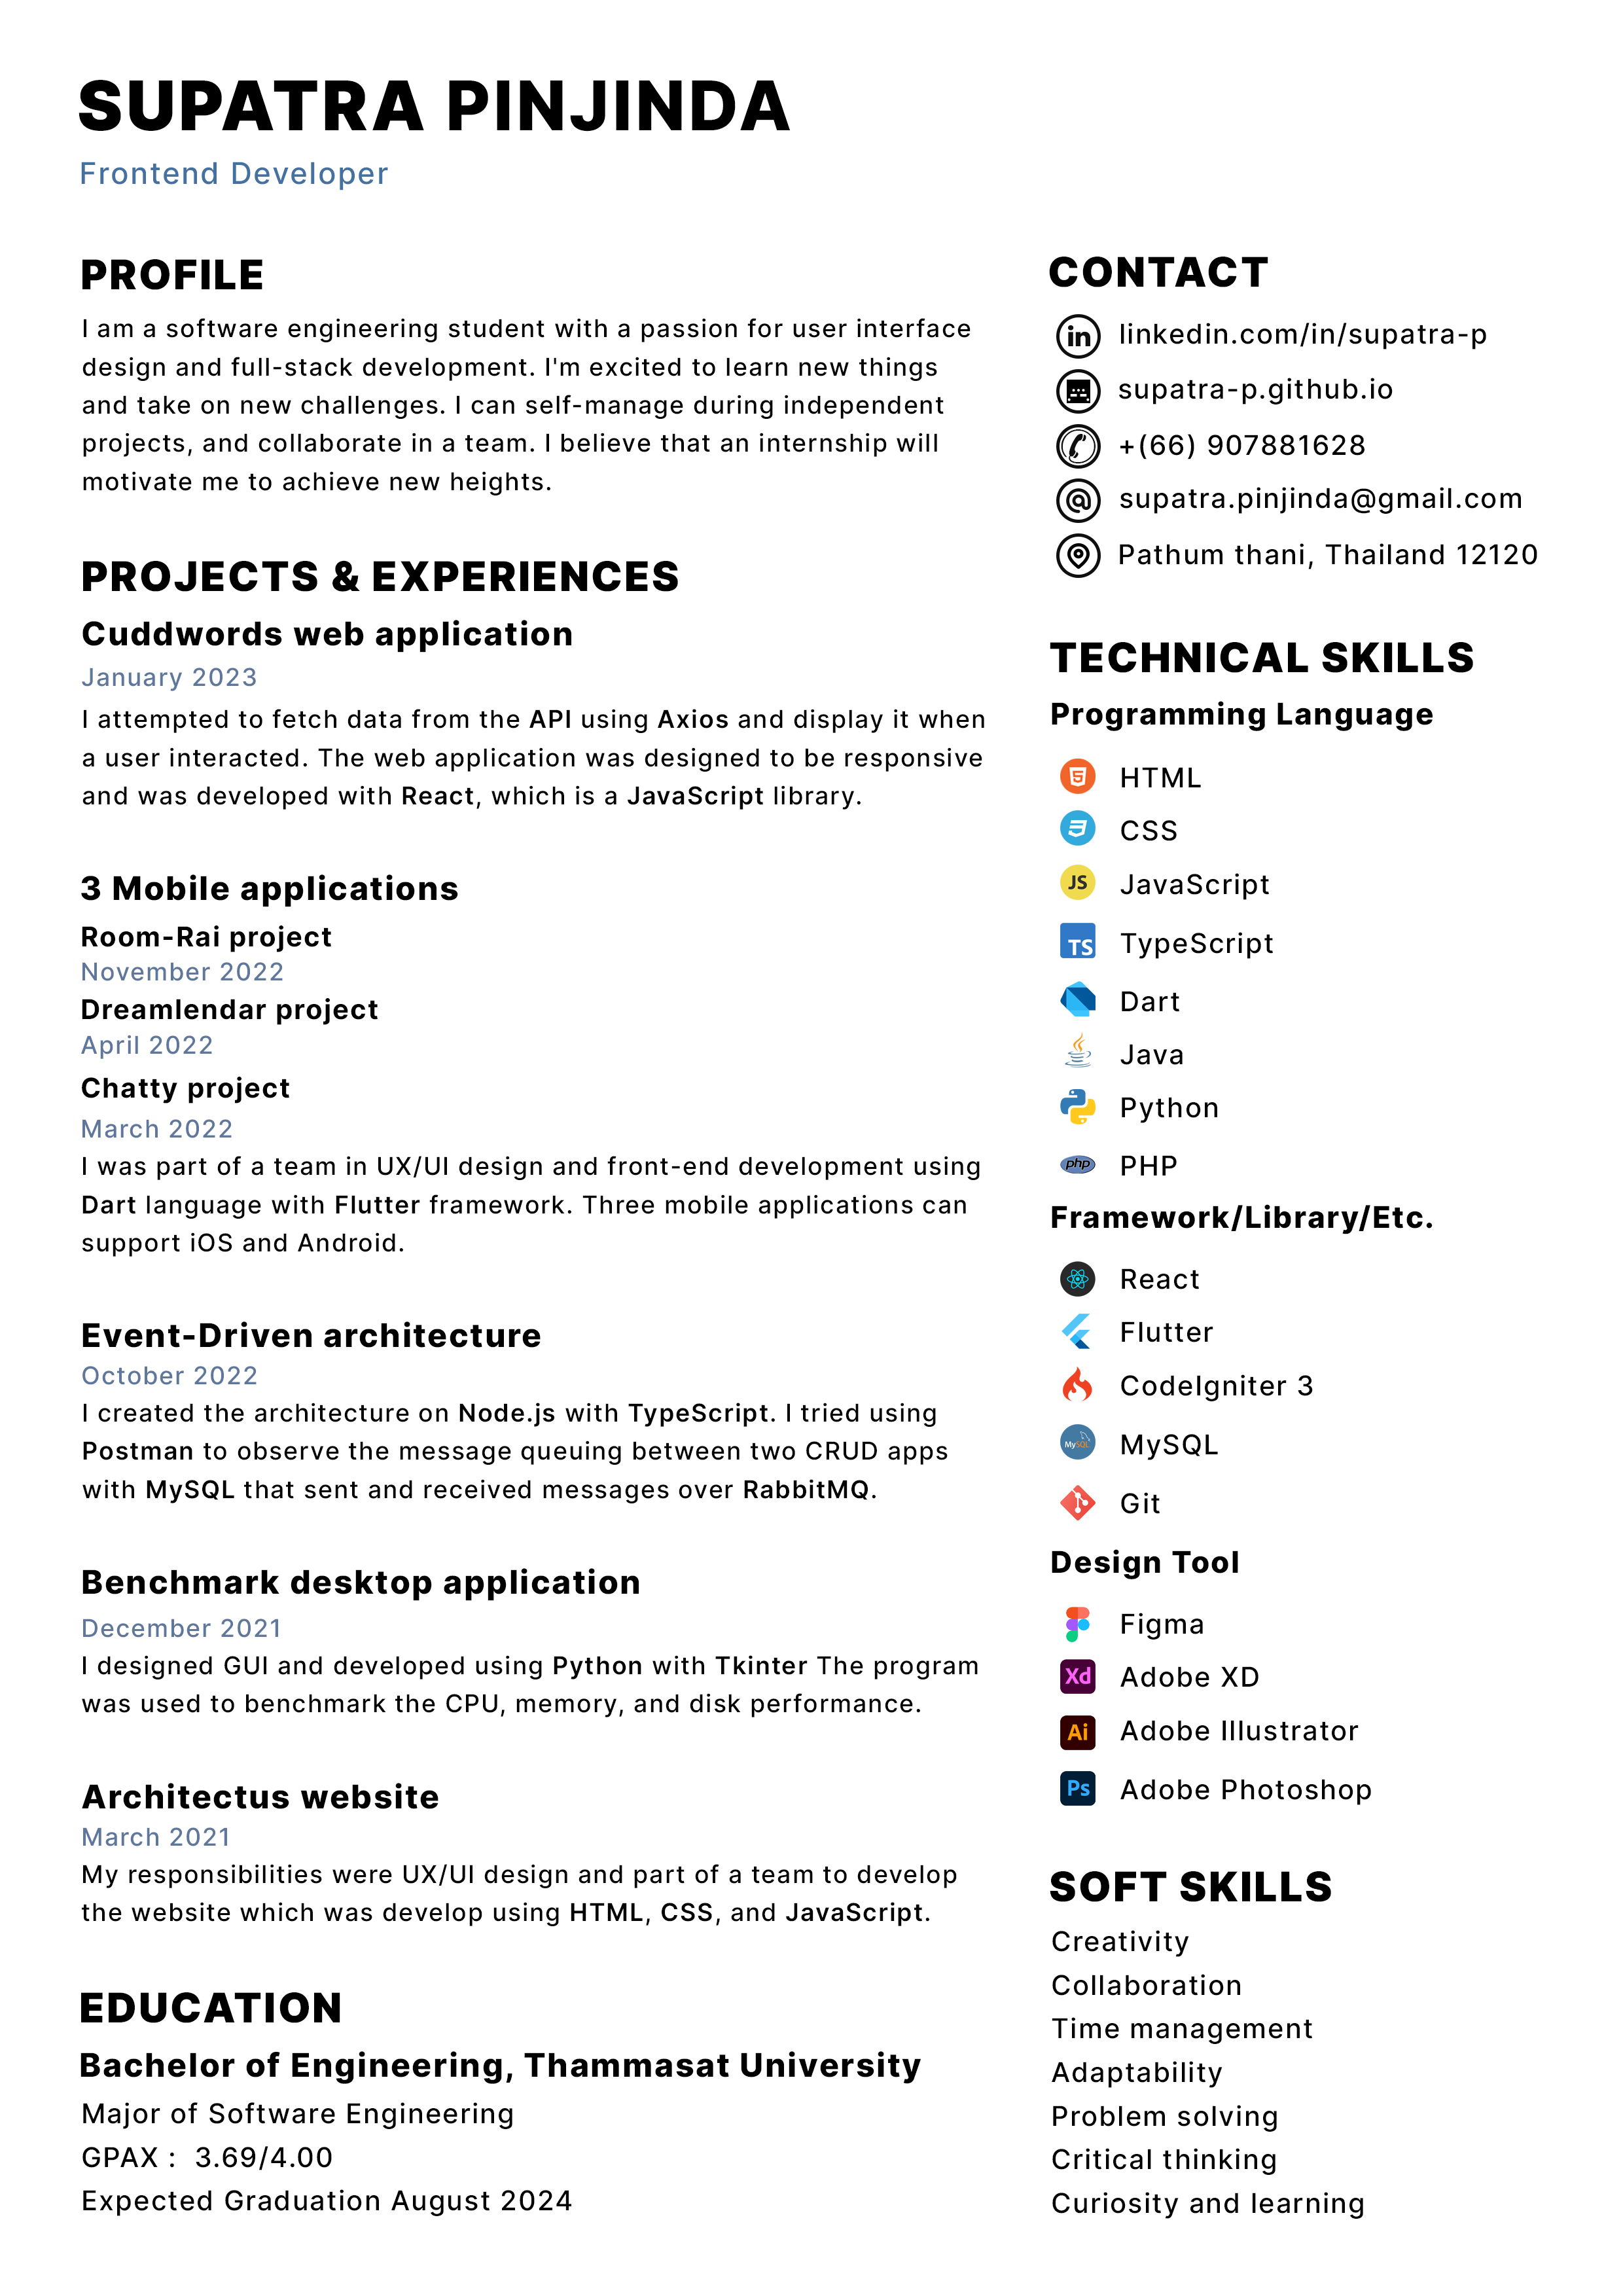 SUPATRA PINJINDA
Frontend Developer
PROFILE
I am a software engineering student with a passion for user interface
design and full-stack development. I'm excited to learn new things
and take on new challenges. I can self-manage during independent
projects, and collaborate in a team. I believe that an internship will
motivate me to achieve new heights.
PROJECTS & EXPERIENCES
Cuddwords web application
January 2023
I attempted to fetch data from the API using Axios and display it when
a user interacted. The web application was designed to be responsive
and was developed with React, which is a JavaScript library.
3 Mobile applications
Room-Rai project
November 2022
Dreamlendar project
April 2022
Chatty project
March 2022
I was part of a team in UX/UI design and front-end development using
Dart language with Flutter framework. Three mobile applications can
support iOS and Android.
Event-Driven architecture
October 2022
I created the architecture on Node.js with TypeScript. I tried using
Postman to observe the message queuing between two CRUD apps
with MySQL that sent and received messages over RabbitMQ.
Benchmark desktop application
December 2021
I designed GUI and developed using Python with Tkinter The program
was used to benchmark the CPU, memory, and disk performance.
Architectus website
March 2021
My responsibilities were UX/UI design and part of a team to develop
the website which was develop using HTML, CSS, and JavaScript.
EDUCATION
Bachelor of Engineering, Thammasat University
Major of Software Engineering
GPAX : 3.69/4.00
Expected Graduation August 2024
CONTACT
in linkedin.com/in/supatra-p
supatra-p.github.io
+(66) 907881628
@ supatra.pinjinda@gmail.com
Pathum thani, Thailand 12120
TECHNICAL SKILLS
Programming Language
HTML
CSS
JS JavaScript
TS TypeScript
Dart
Java
Python
php PHP
Framework/Library/Etc.
React
Flutter
CodeIgniter 3
MySQL MySQL
Git
Design Tool
Figma
Xd Adobe XD
Ai Adobe Illustrator
Ps Adobe Photoshop
SOFT SKILLS
Creativity
Collaboration
Time management
Adaptability
Problem solving
Critical thinking
Curiosity and learning